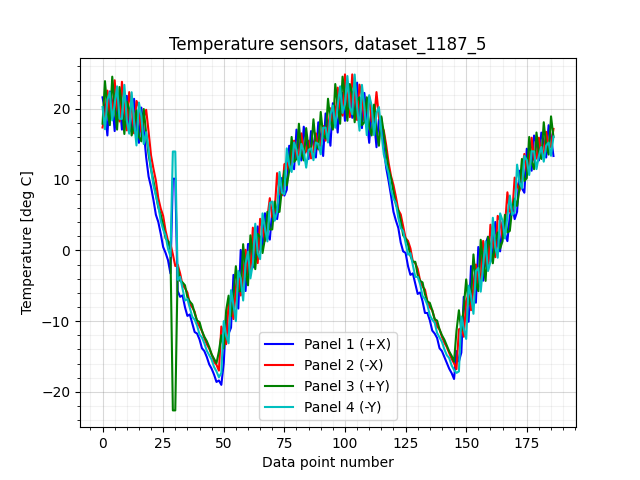 Temperature sensors, dataset_1187_5
Temperature [deg C]
20
10
0
−10
−20
0
25
50
75
100
125
150
175
Data point number
Panel 1 (+X)
Panel 2 (-X)
Panel 3 (+Y)
Panel 4 (-Y)